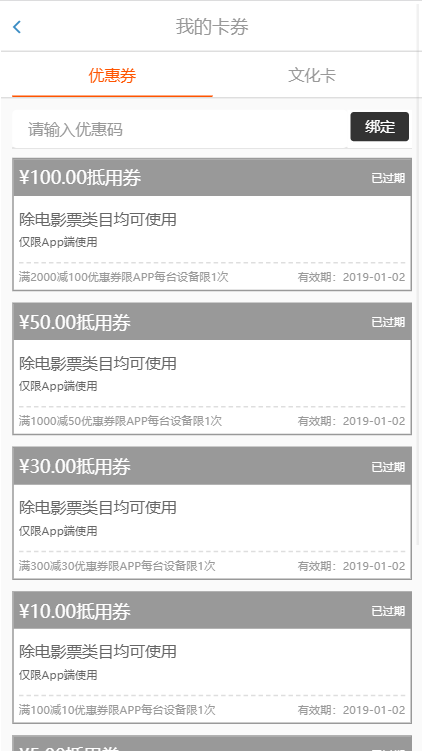 我的卡券
优惠券 文化卡
请输入优惠码 绑定
¥100.00抵用券 已过期
除电影票类目均可使用
仅限App端使用
满2000减100优惠券限APP每台设备限1次 有效期：2019-01-02
¥50.00抵用券 已过期
除电影票类目均可使用
仅限App端使用
满1000减50优惠券限APP每台设备限1次 有效期：2019-01-02
¥30.00抵用券 已过期
除电影票类目均可使用
仅限App端使用
满300减30优惠券限APP每台设备限1次 有效期：2019-01-02
¥10.00抵用券 已过期
除电影票类目均可使用
仅限App端使用
满100减10优惠券限APP每台设备限1次 有效期：2019-01-02
¥5.00抵用券 已过期